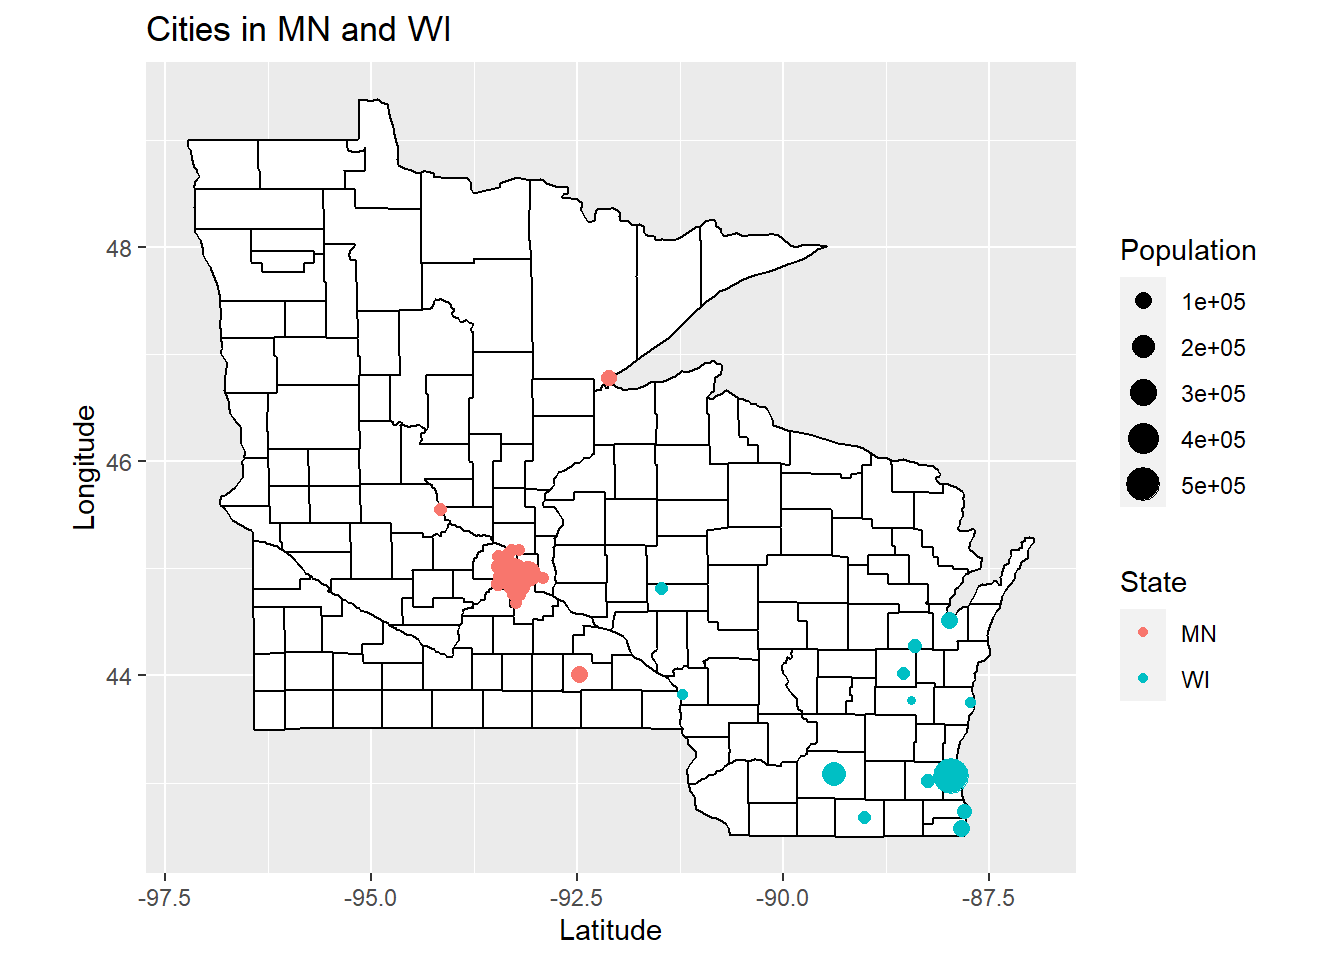 Cities in MN and WI
Longitude
48
46
44
-97.5
-95.0
-92.5
-90.0
-87.5
Latitude
Population
1e+05
2e+05
3e+05
4e+05
5e+05
State
MN
WI